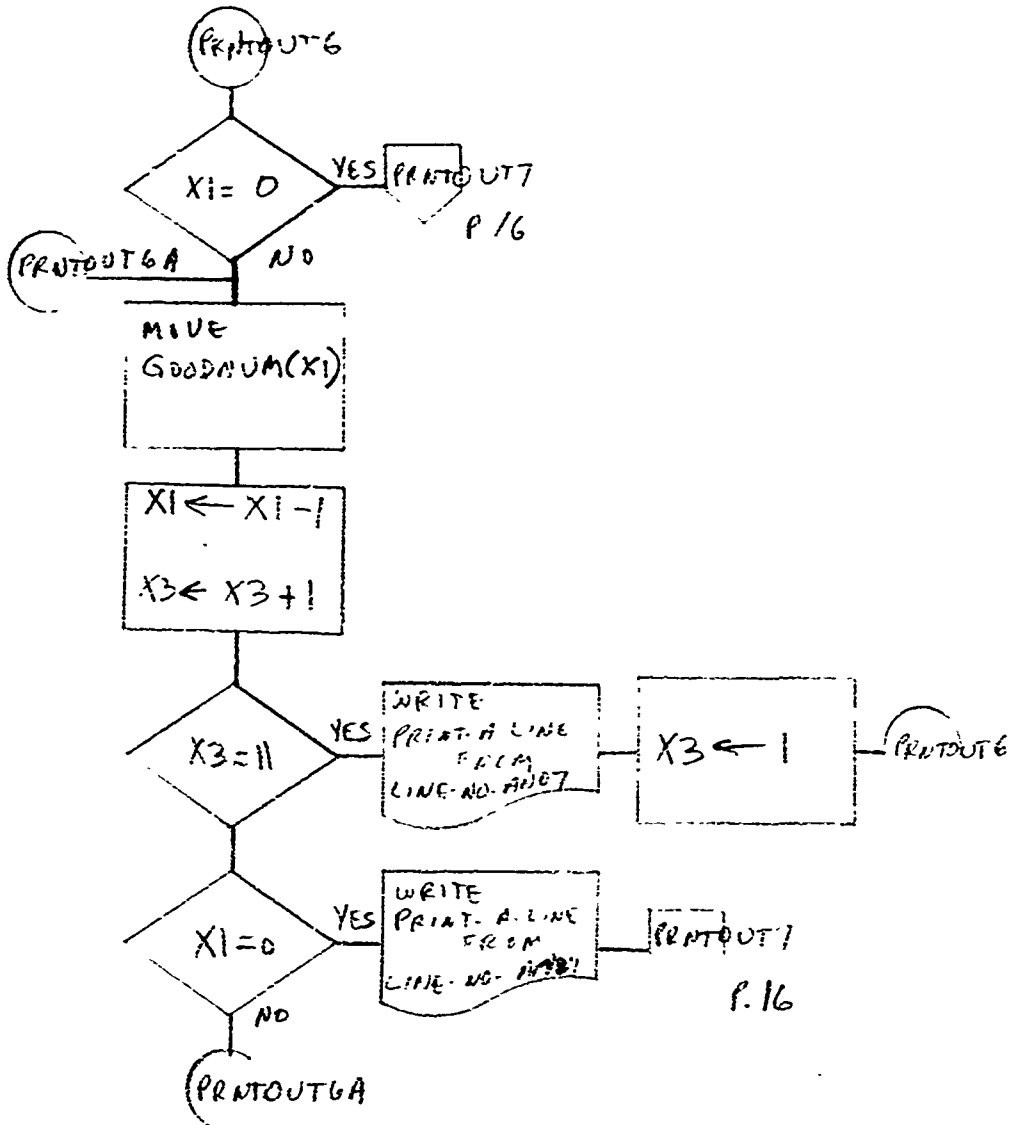 PRNTOUT6
X1 = 0
YES
PRNTOUT7
P. 16
NO
PRNTOUT6A
MOVE
GOODNUM(X1)
X1 ← X1 - 1
X3 ← X3 + 1
X3 = 11
YES
WRITE
PRINT-A LINE
FROM
LINE-NO-
X3 ← 1
PRNTOUT6
X1 = 0
YES
WRITE
PRINT-A-LINE
FROM
LINE-NO-
PRNTOUT7
P. 16
NO
PRNTOUT6A